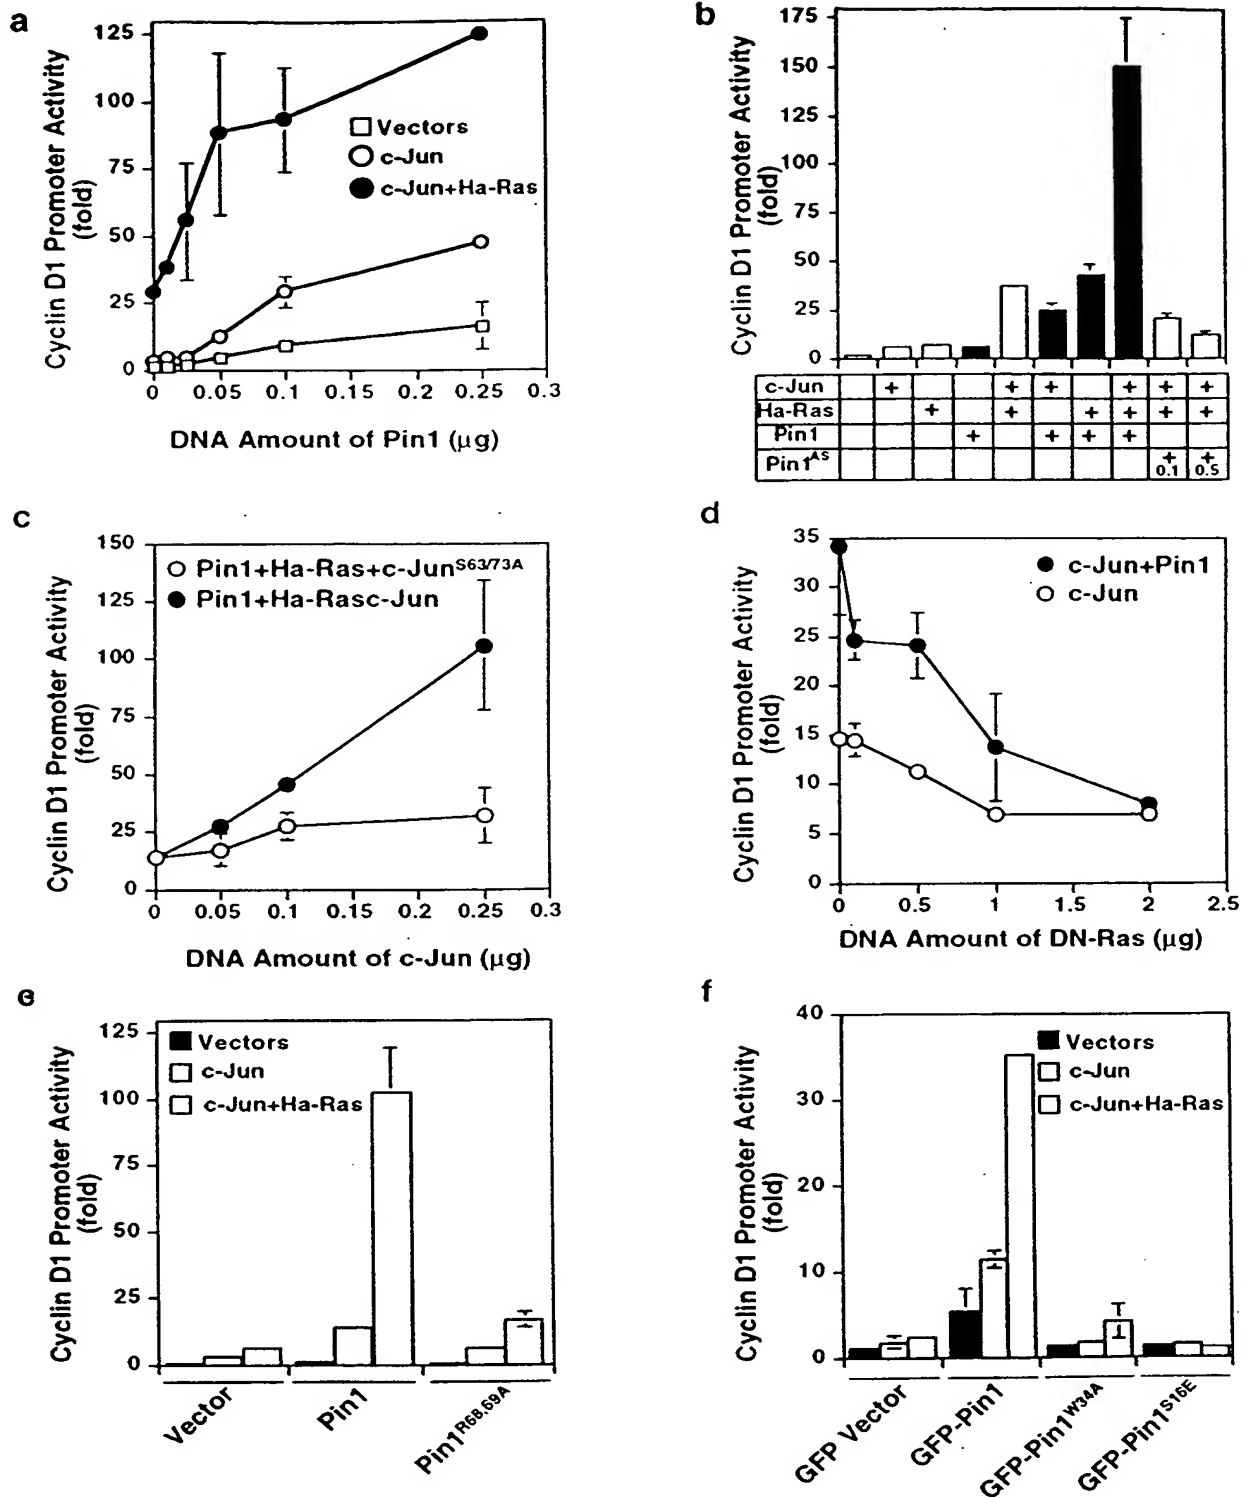 a
Cyclin D1 Promoter Activity
(fold)
125
100
75
50
25
0
Vectors
c-Jun
c-Jun+Ha-Ras
0 0.05 0.1 0.15 0.2 0.25 0.3
DNA Amount of Pin1 (μg)
b
Cyclin D1 Promoter Activity
(fold)
175
150
125
100
75
50
25
0
c-Jun + + + + + +
Ha-Ras + + + + + +
Pin1 + + + +
Pin1AS + +
0.1 0.5
c
Cyclin D1 Promoter Activity
(fold)
150
125
100
75
50
25
0
Pin1+Ha-Ras+c-JunS63/73A
Pin1+Ha-Rasc-Jun
0 0.05 0.1 0.15 0.2 0.25 0.3
DNA Amount of c-Jun (μg)
d
Cyclin D1 Promoter Activity
(fold)
35
30
25
20
15
10
5
0
c-Jun+Pin1
c-Jun
0 0.5 1 1.5 2 2.5
DNA Amount of DN-Ras (μg)
e
Cyclin D1 Promoter Activity
(fold)
125
100
75
50
25
0
Vectors
c-Jun
c-Jun+Ha-Ras
Vector
Pin1
Pin1R68,69A
f
Cyclin D1 Promoter Activity
(fold)
40
30
20
10
0
Vectors
c-Jun
c-Jun+Ha-Ras
GFP Vector
GFP-Pin1
GFP-Pin1W34A
GFP-Pin1S16E